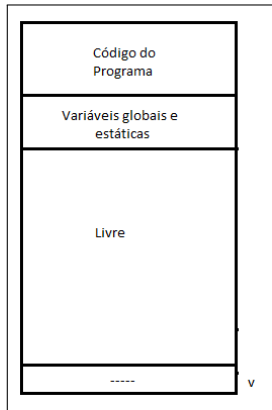 Código do
Programa
Variáveis globais e
estáticas
Livre
-----
v